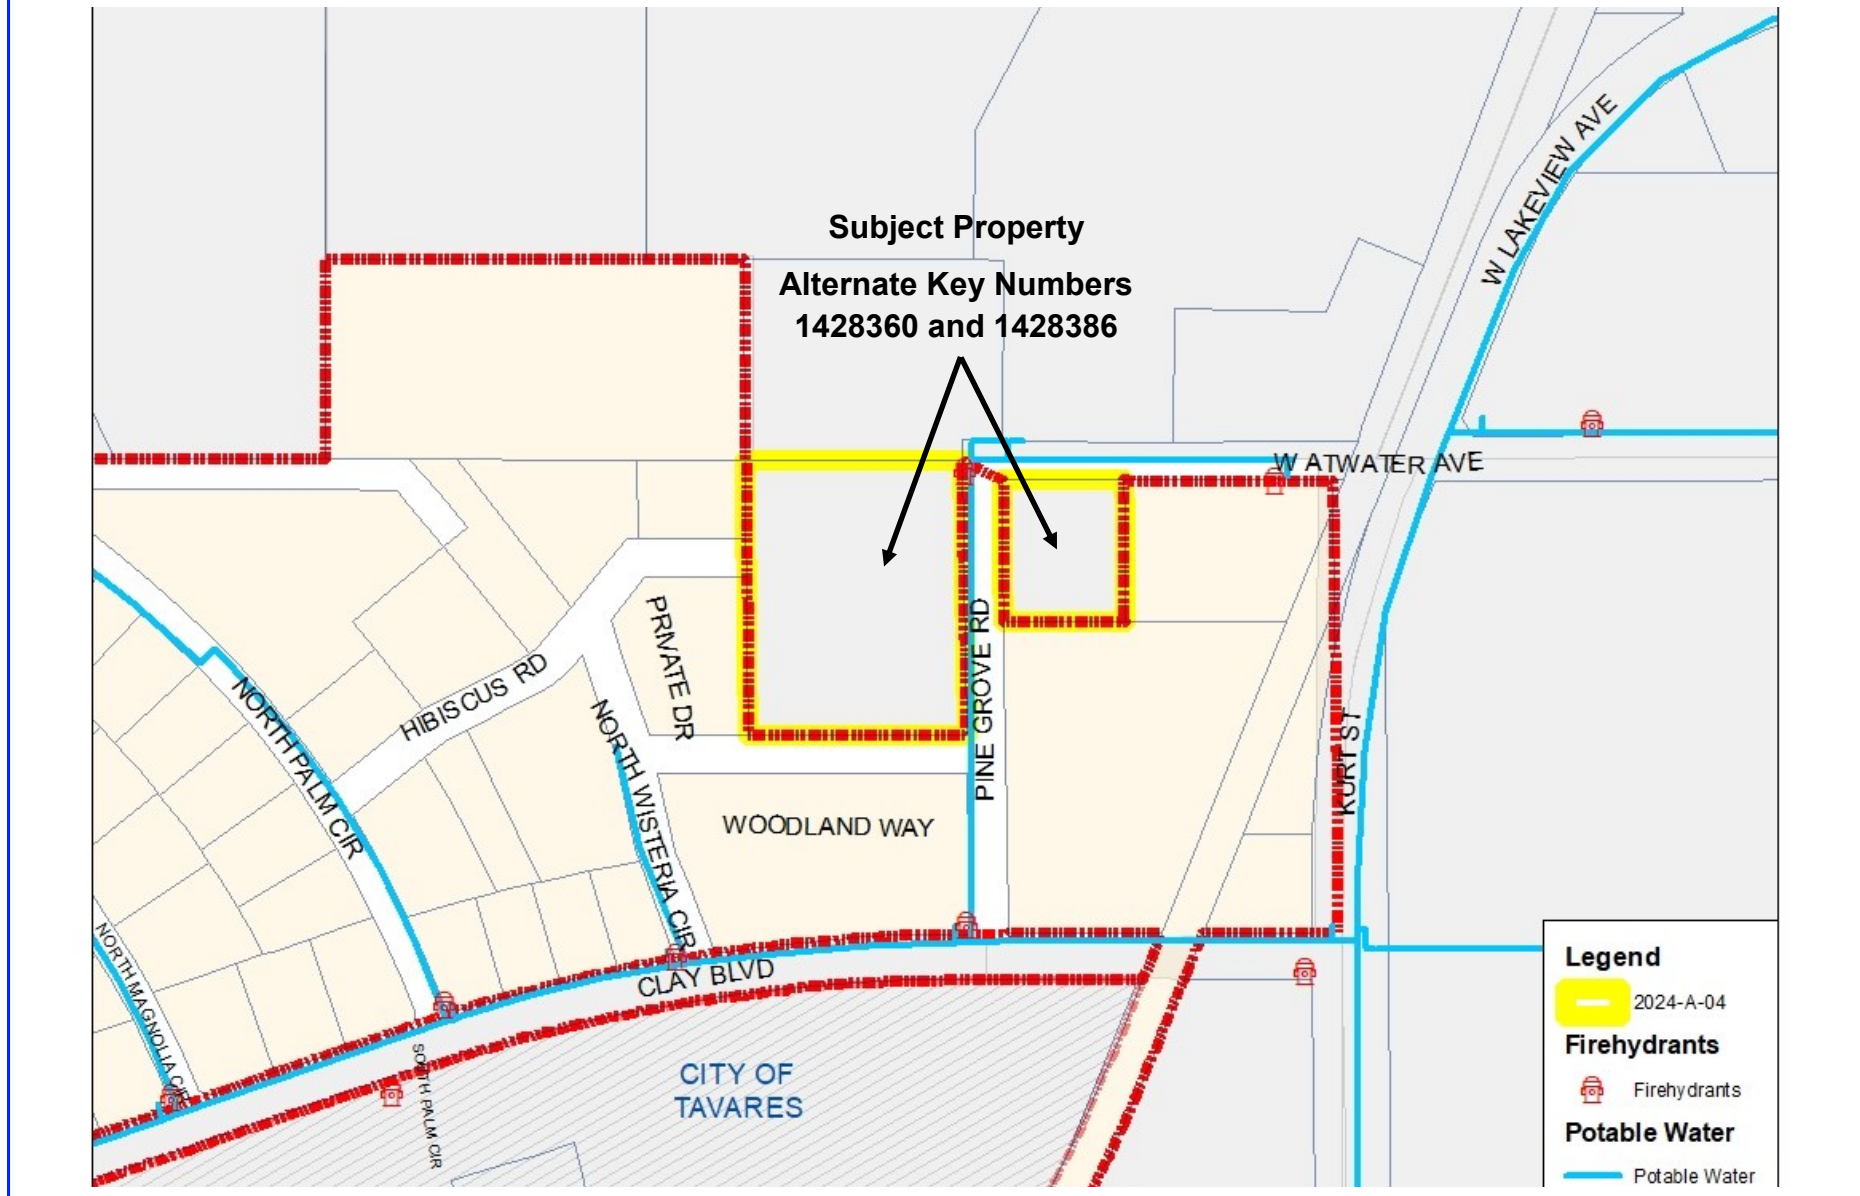 Subject Property
Alternate Key Numbers
1428360 and 1428386
W LAKEVIEW AVE
W ATWATER AVE
PRIVATE DR
PINE GROVE RD
HIBISCUS RD
NORTH PALM CIR
NORTH WISTERIA CIR
KURT ST
WOODLAND WAY
NORTH MAGNOLIA CIR
CLAY BLVD
SOUTH PALM CIR
CITY OF
TAVARES
Legend
2024-A-04
Firehydrants
Firehydrants
Potable Water
Potable Water